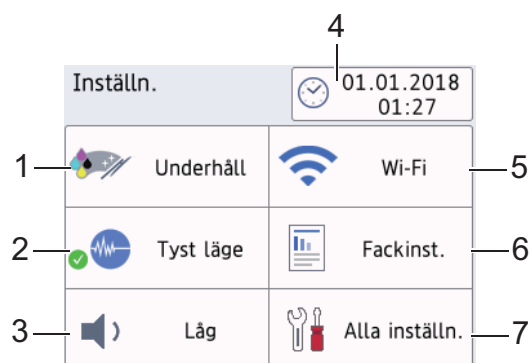 4
Inställn.
01.01.2018
01:27
1
Underhåll
Wi-Fi
5
2
Tyst läge
Fackinst.
6
3
Låg
Alla inställn.
7